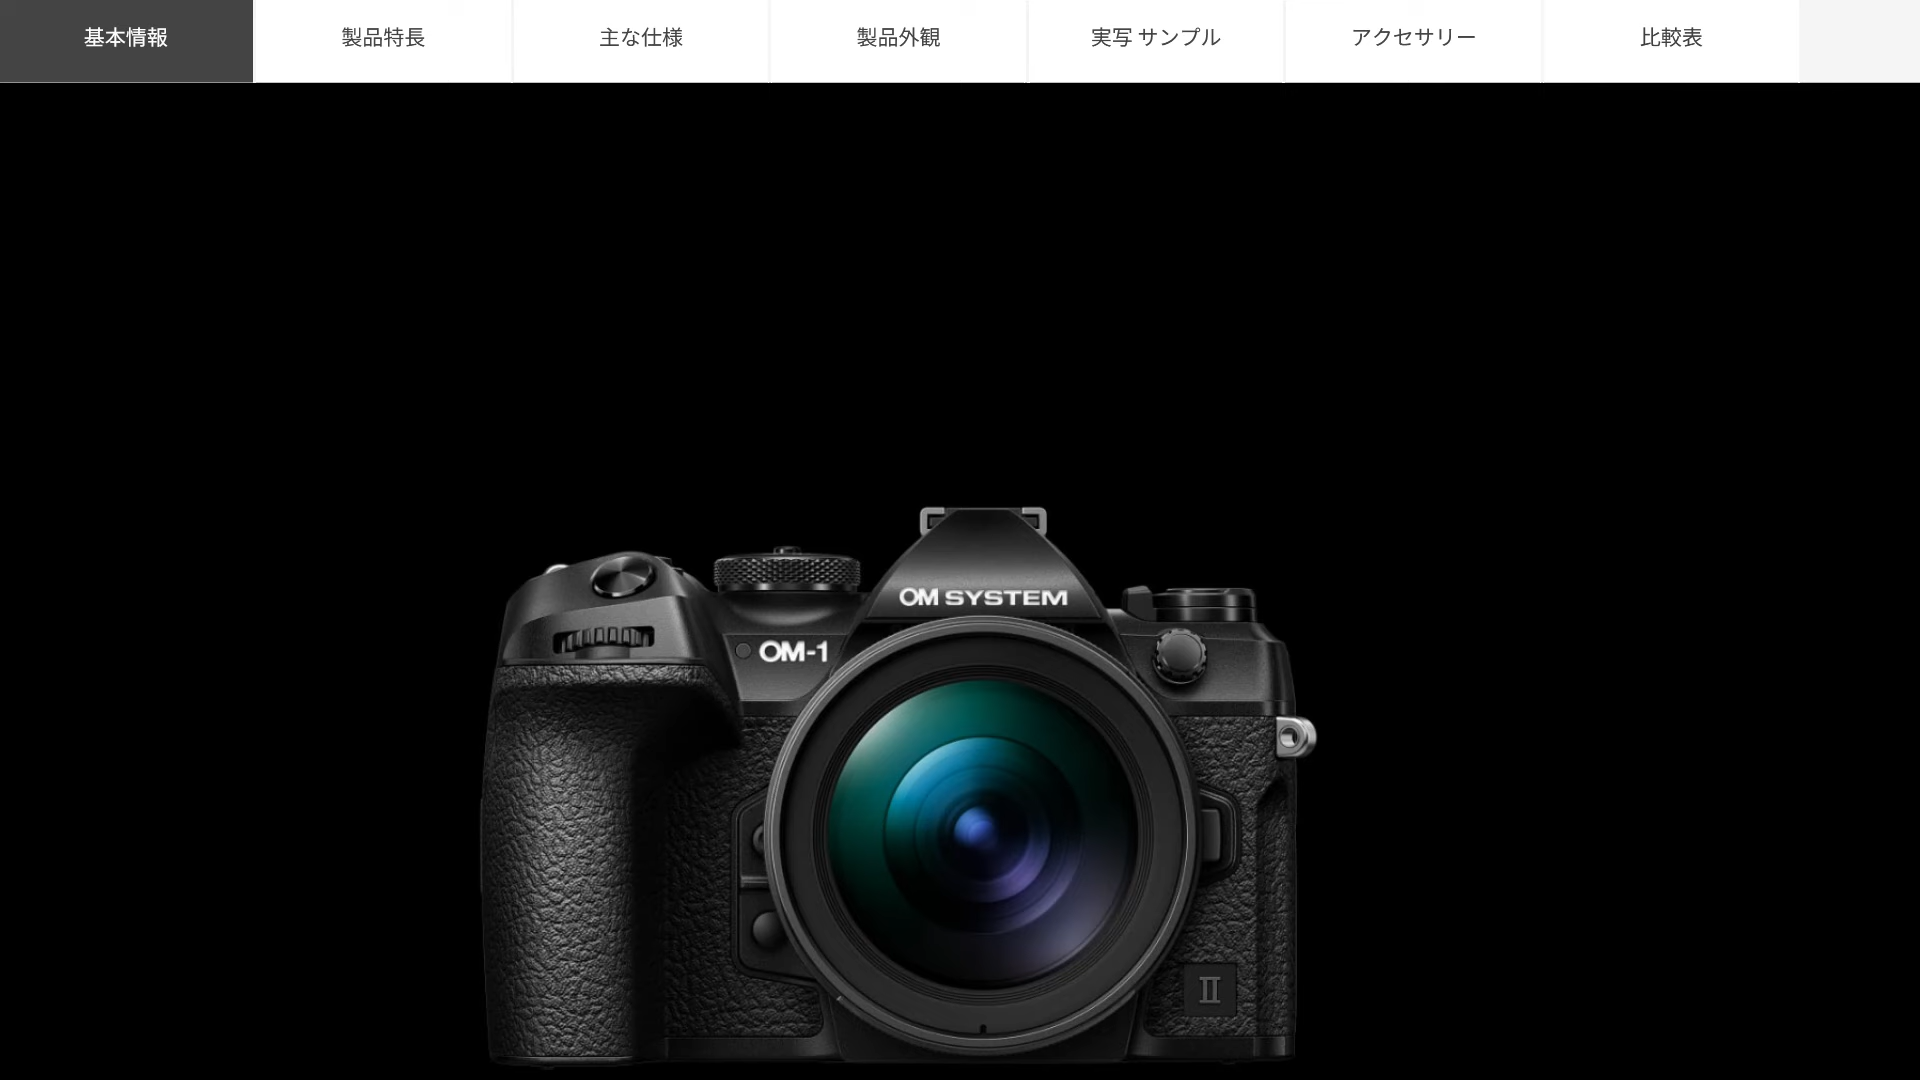 基本情報
製品特長
主な仕様
製品外観
実写 サンプル
アクセサリー
比較表
OM SYSTEM
OM-1
II